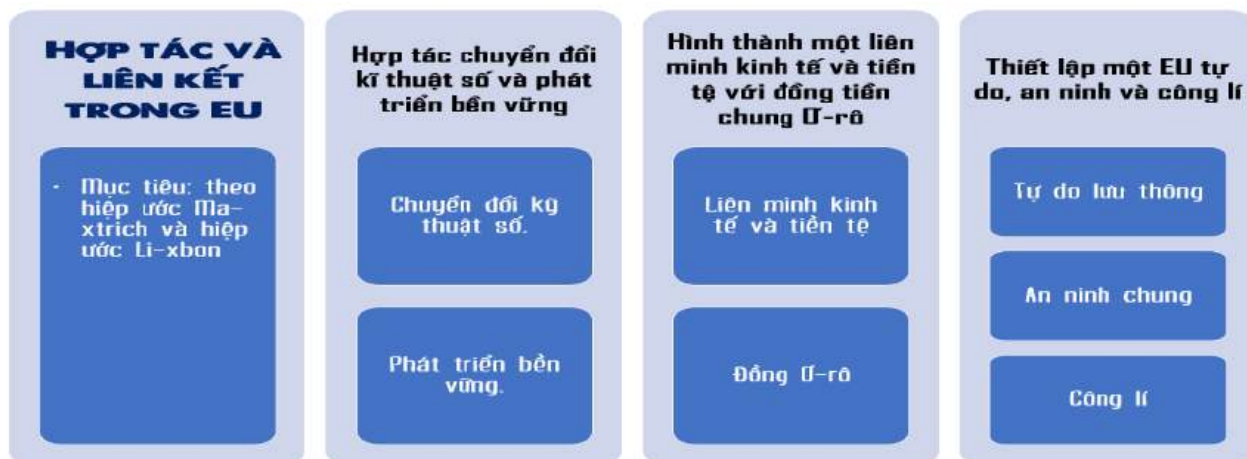 HỢP TÁC VÀ
LIÊN KẾT
TRONG EU
- Mục tiêu: theo
hiệp ước Ma-
xtrich và hiệp
ước Li-xbon
Hợp tác chuyển đổi
kĩ thuật số và phát
triển bền vững
Chuyển đổi kỹ
thuật số.
Phát triển bền
vững.
Hình thành một liên
minh kinh tế và tiền
tệ với đồng tiền
chung Ơ-rô
Liên minh kinh
tế và tiền tệ
Đồng Ơ-rô
Thiết lập một EU tự
do, an ninh và công lí
Tự do lưu thông
An ninh chung
Công lí